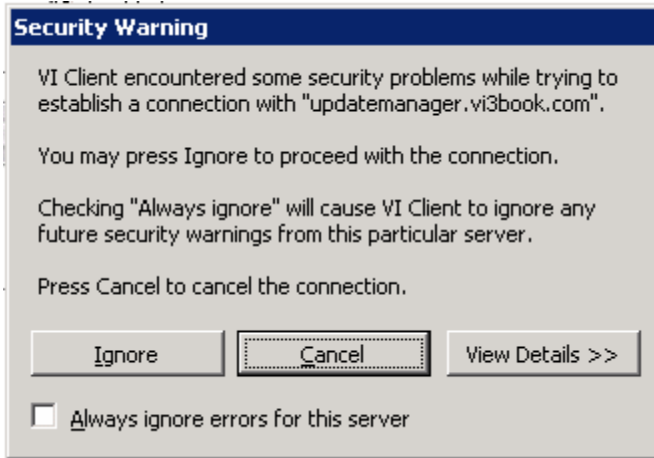 Security Warning
VI Client encountered some security problems while trying to
establish a connection with "updatemanager.vi3book.com".
You may press Ignore to proceed with the connection.
Checking "Always ignore" will cause VI Client to ignore any
future security warnings from this particular server.
Press Cancel to cancel the connection.
Ignore Cancel View Details >>
Always ignore errors for this server